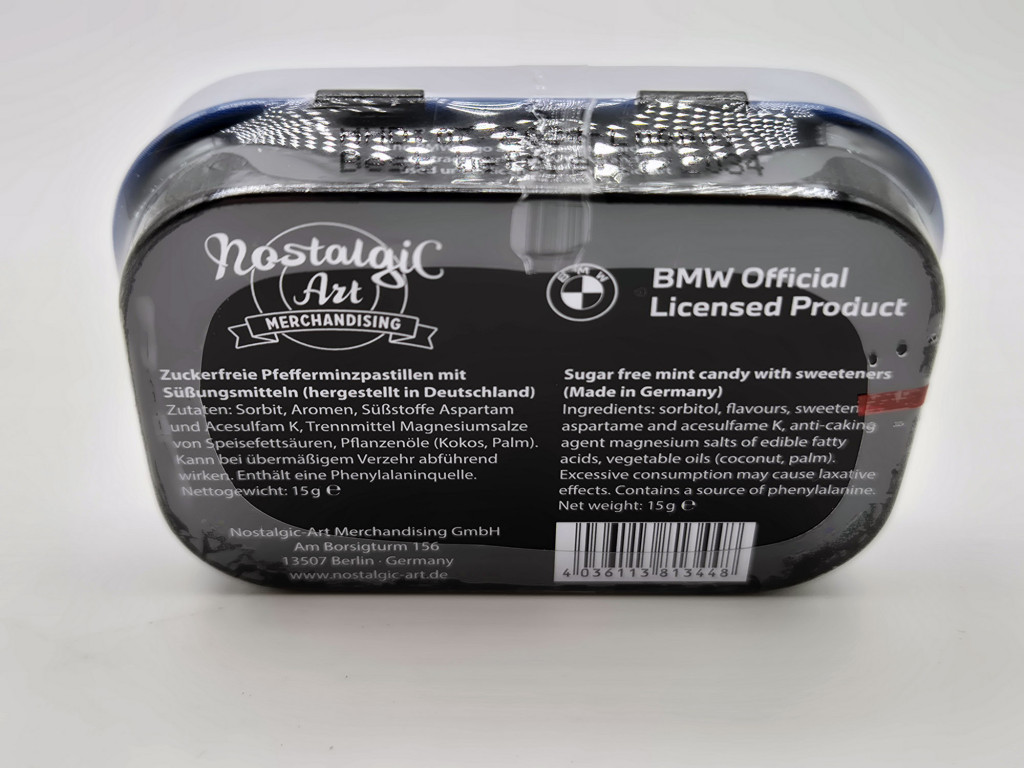 Nostalgic
Art
MERCHANDISING
BMW
BMW Official
Licensed Product
Zuckerfreie Pfefferminzpastillen mit
Süßungsmitteln (hergestellt in Deutschland)
Zutaten: Sorbit, Aromen, Süßstoffe Aspartam
und Acesulfam K, Trennmittel Magnesiumsalze
von Speisefettsäuren, Pflanzenöle (Kokos, Palm).
Kann bei übermäßigem Verzehr abführend
wirken. Enthält eine Phenylalaninquelle.
Nettogewicht: 15 g ℮
Nostalgic-Art Merchandising GmbH
Am Borsigturm 156
13507 Berlin · Germany
www.nostalgic-art.de
Sugar free mint candy with sweeteners
(Made in Germany)
Ingredients: sorbitol, flavours, sweeten
aspartame and acesulfame K, anti-caking
agent magnesium salts of edible fatty
acids, vegetable oils (coconut, palm).
Excessive consumption may cause laxative
effects. Contains a source of phenylalanine.
Net weight: 15 g ℮
4 036113 813448